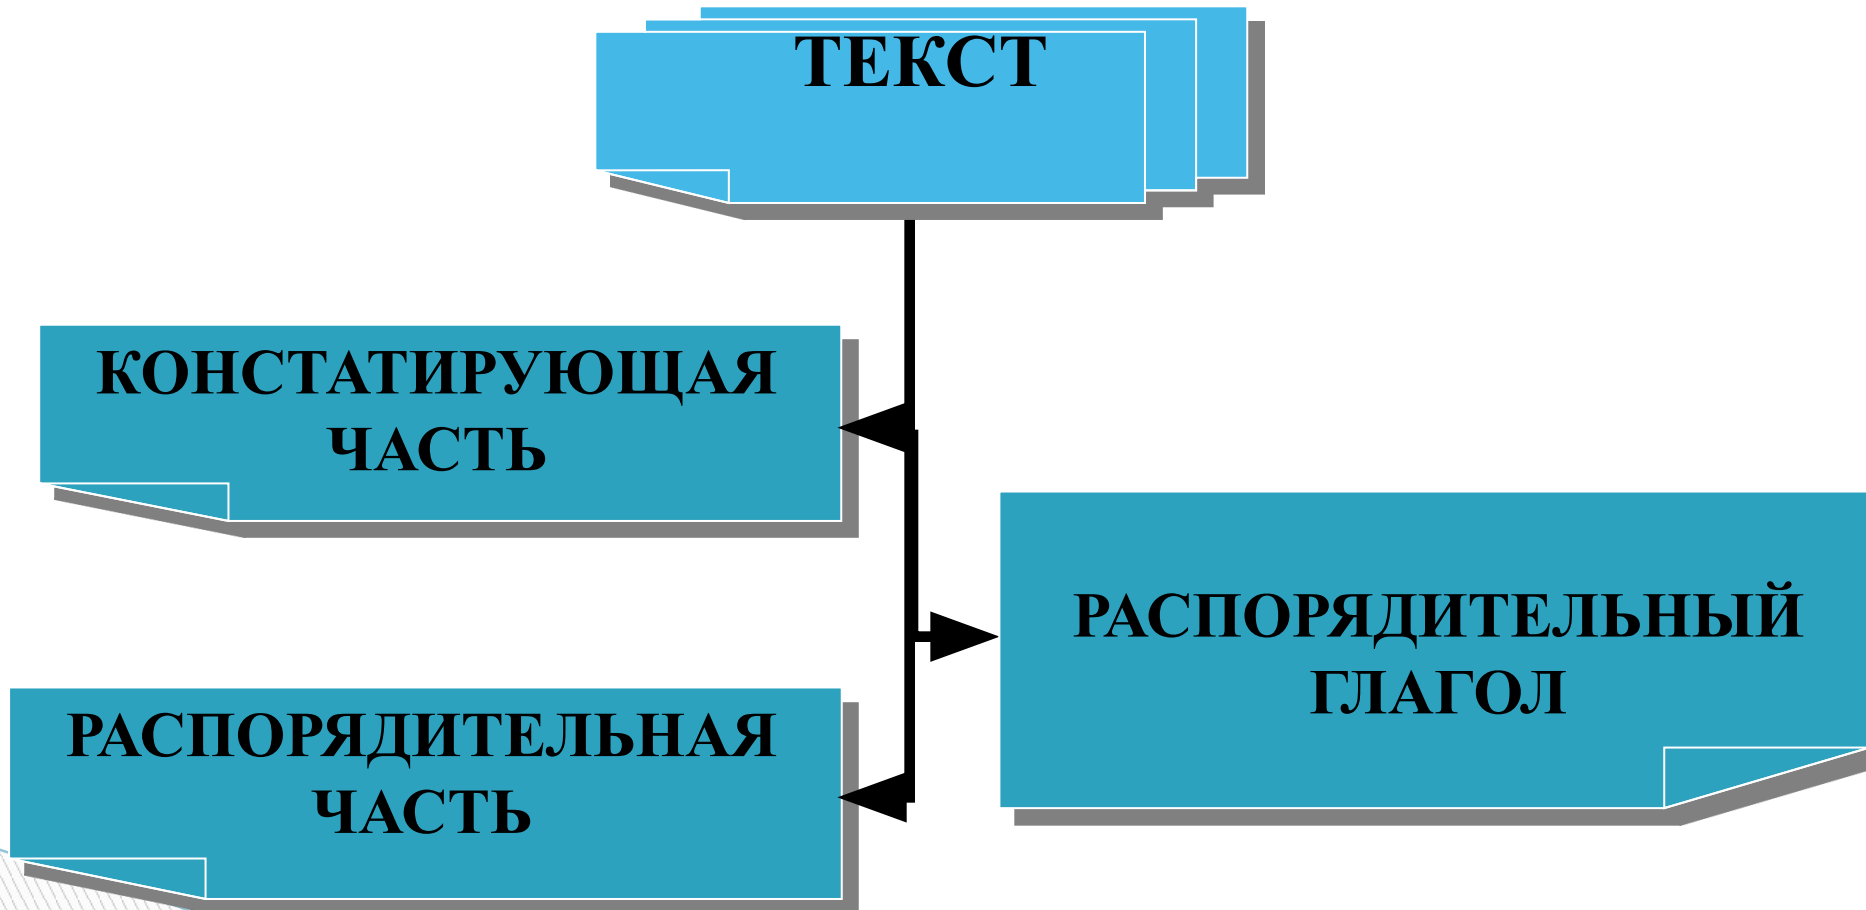 ТЕКСТ
КОНСТАТИРУЮЩАЯ
ЧАСТЬ
РАСПОРЯДИТЕЛЬНЫЙ
ГЛАГОЛ
РАСПОРЯДИТЕЛЬНАЯ
ЧАСТЬ